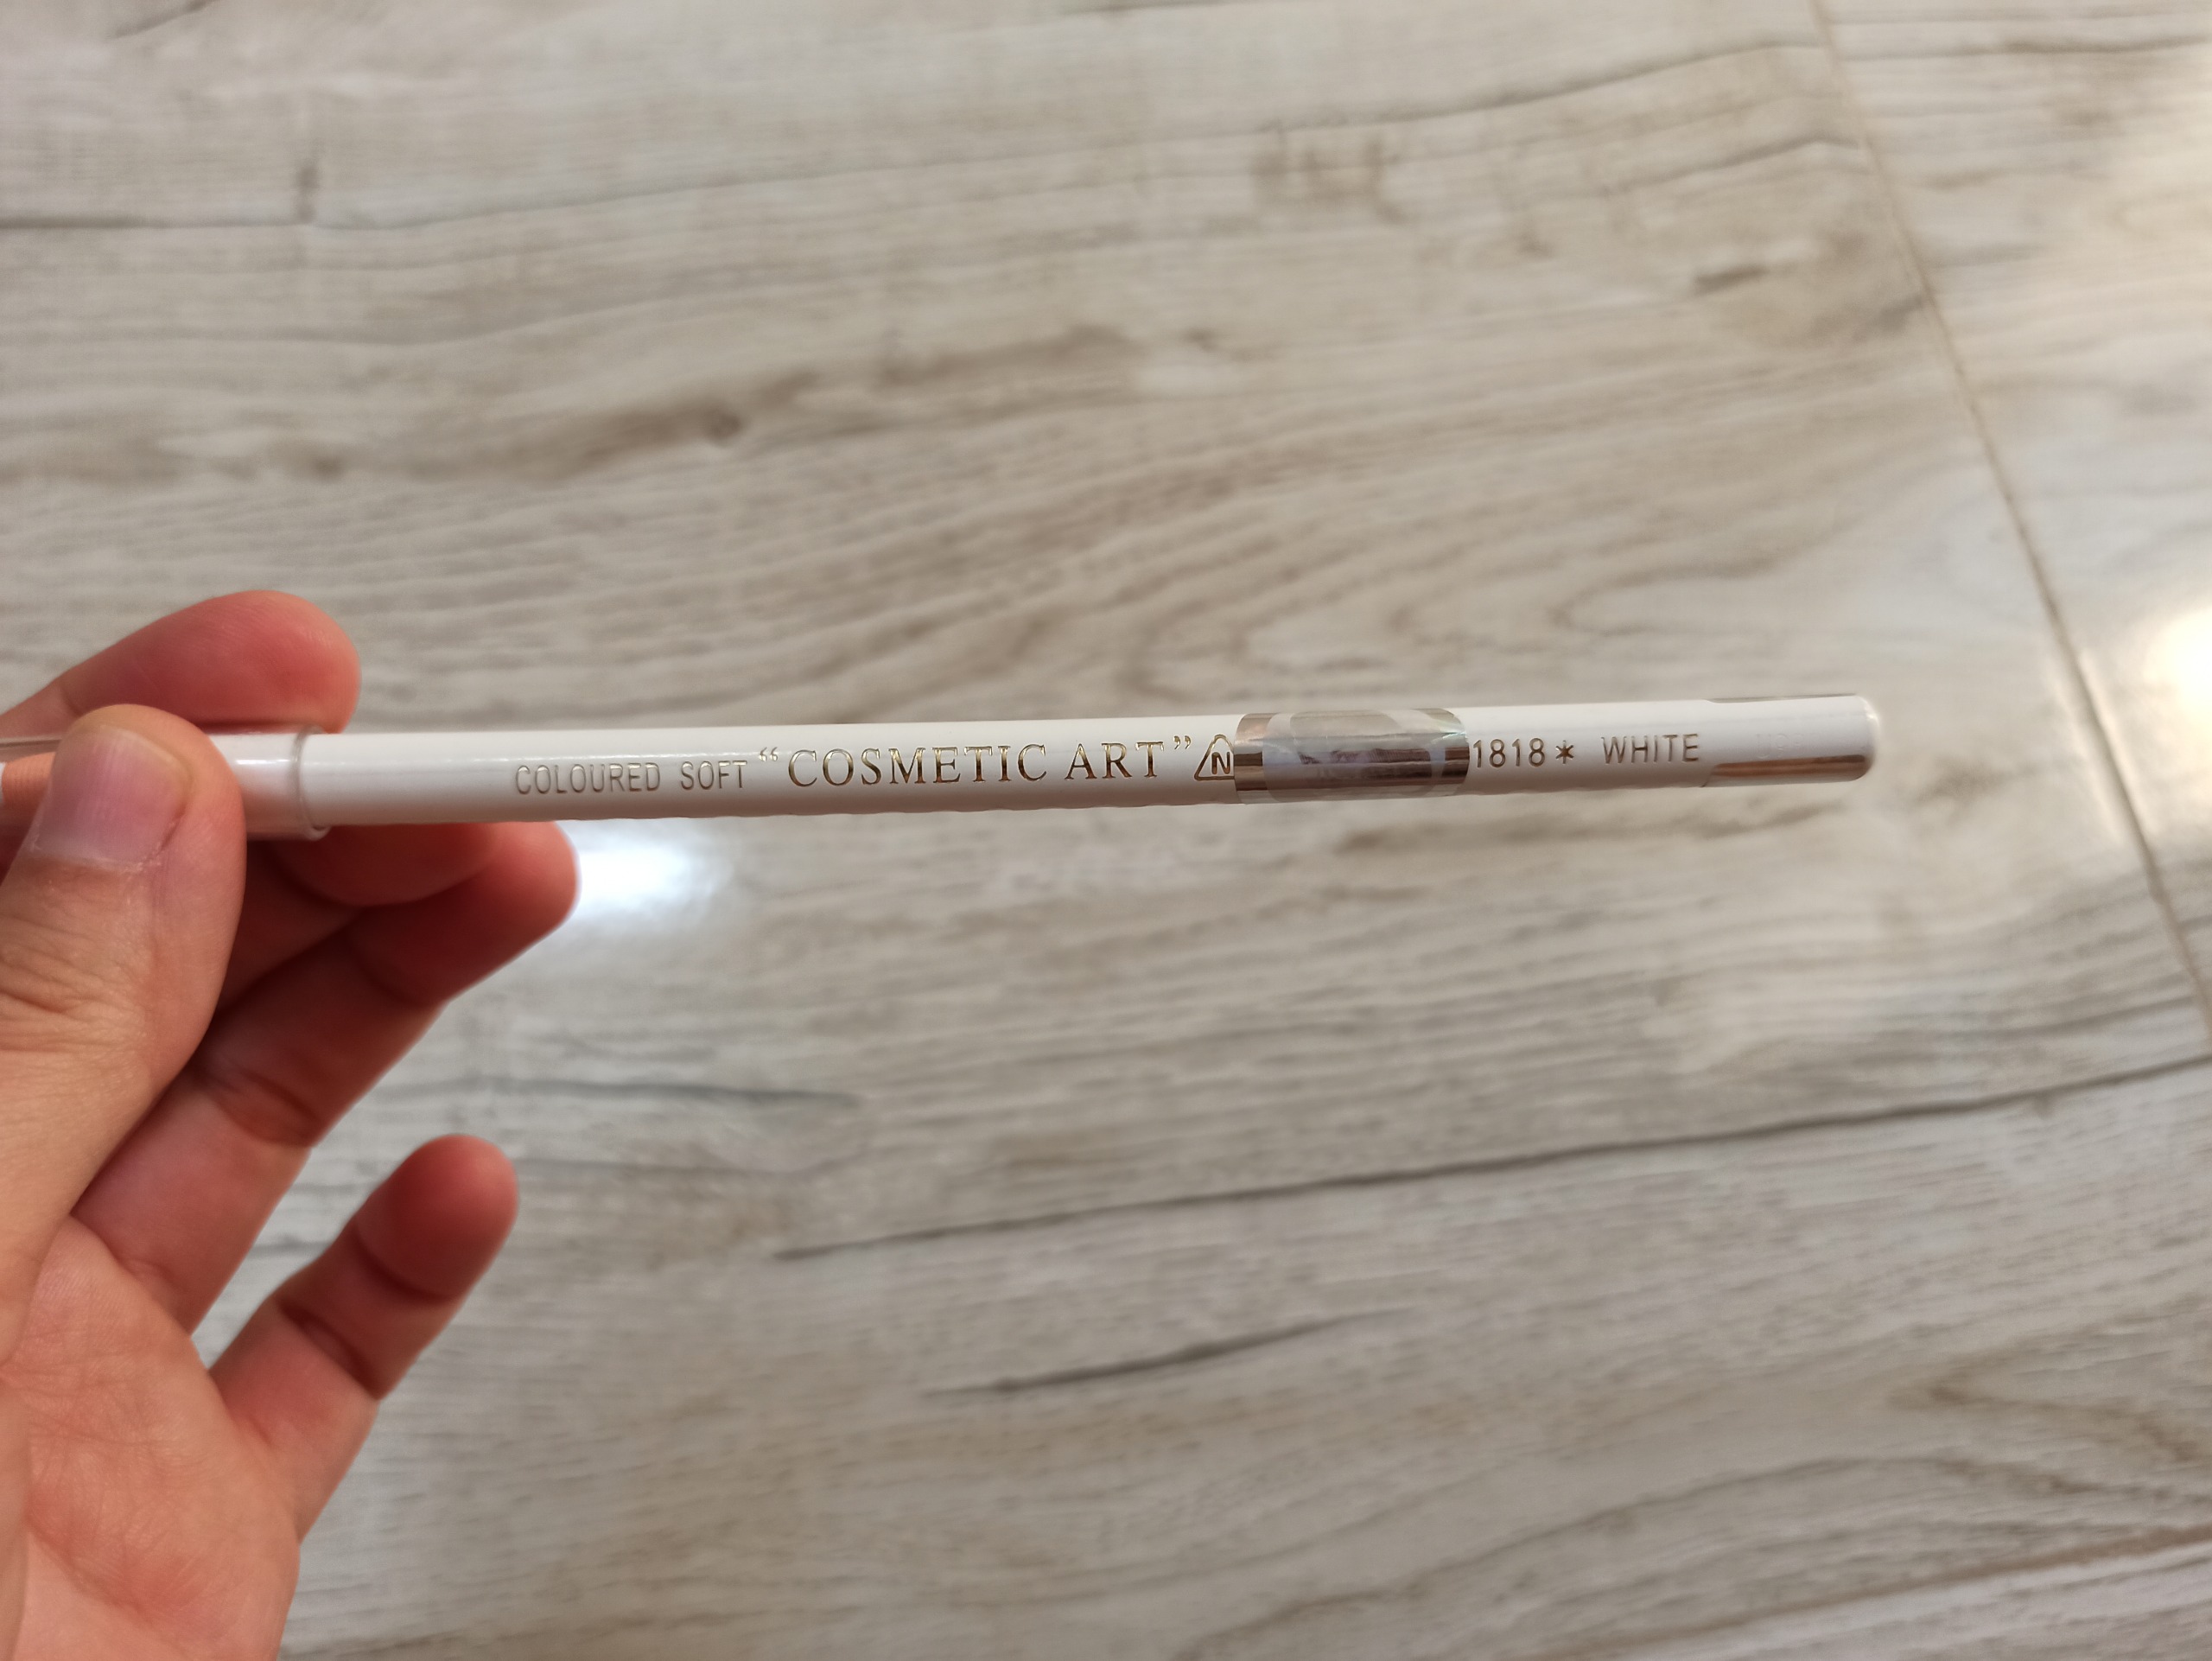 COLOURED SOFT “COSMETIC ART” N 1818* WHITE